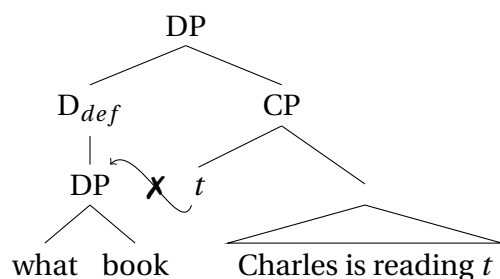 DP
D_def CP
DP ✗ t
what book Charles is reading t